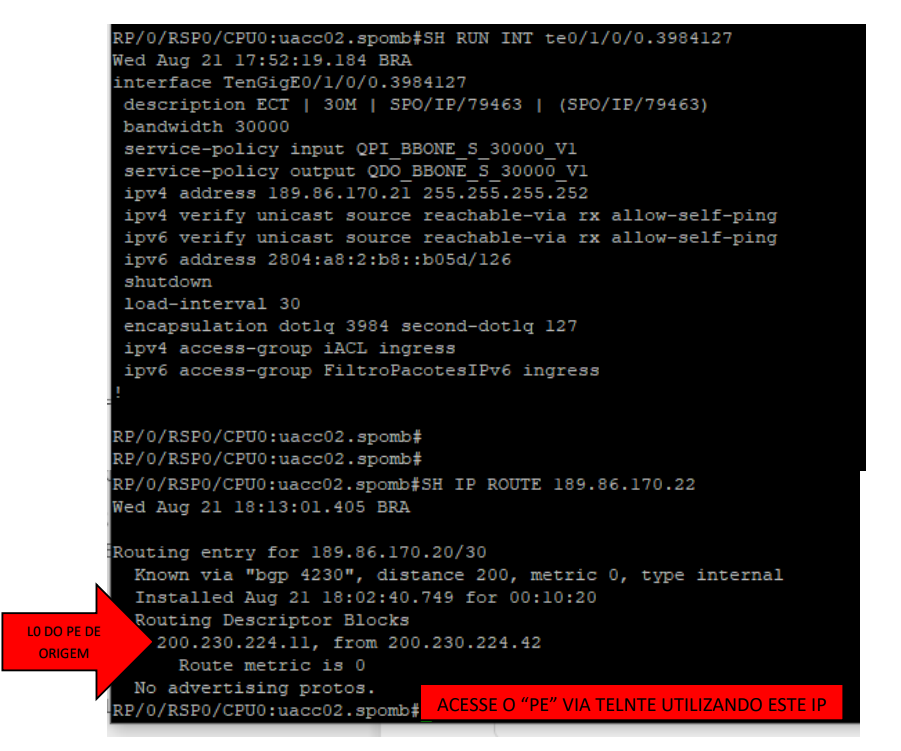 RP/0/RSP0/CPU0:uacc02.spomb#SH RUN INT te0/1/0/0.3984127
Wed Aug 21 17:52:19.184 BRA
interface TenGigE0/1/0/0.3984127
description ECT | 30M | SPO/IP/79463 | (SPO/IP/79463)
bandwidth 30000
service-policy input QPI_BBONE_S_30000_V1
service-policy output QDO_BBONE_S_30000_V1
ipv4 address 189.86.170.21 255.255.255.252
ipv4 verify unicast source reachable-via rx allow-self-ping
ipv6 verify unicast source reachable-via rx allow-self-ping
ipv6 address 2804:a8:2:b8::b05d/126
shutdown
load-interval 30
encapsulation dot1q 3984 second-dot1q 127
ipv4 access-group iACL ingress
ipv6 access-group FiltroPacotesIPv6 ingress
!
RP/0/RSP0/CPU0:uacc02.spomb#
RP/0/RSP0/CPU0:uacc02.spomb#
RP/0/RSP0/CPU0:uacc02.spomb#SH IP ROUTE 189.86.170.22
Wed Aug 21 18:13:01.405 BRA
Routing entry for 189.86.170.20/30
Known via "bgp 4230", distance 200, metric 0, type internal
Installed Aug 21 18:02:40.749 for 00:10:20
Routing Descriptor Blocks
200.230.224.11, from 200.230.224.42
Route metric is 0
No advertising protos.
RP/0/RSP0/CPU0:uacc02.spomb#
L0 DO PE DE
ORIGEM
ACESSE O “PE” VIA TELNTE UTILIZANDO ESTE IP